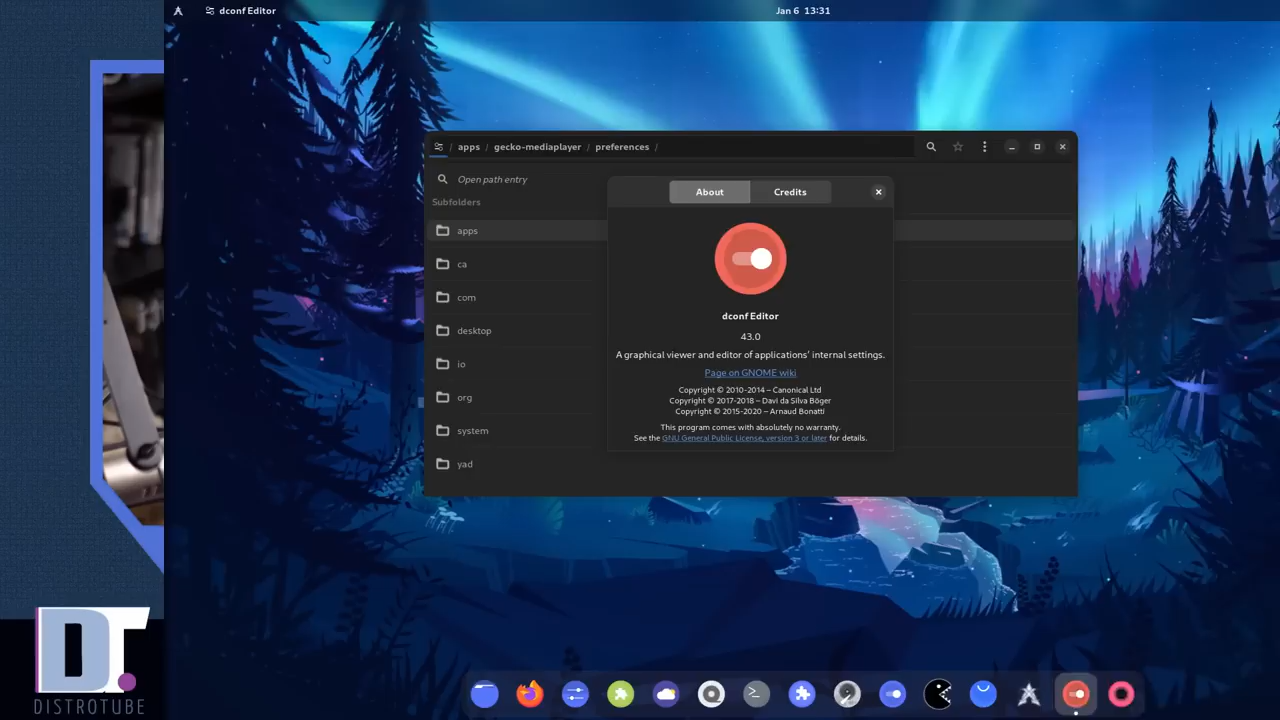 dconf Editor
Jan 6 13:31
/ apps / gecko-mediaplayer / preferences /
Open path entry
Subfolders
apps
ca
com
desktop
io
org
system
yad
About
Credits
dconf Editor
43.0
A graphical viewer and editor of applications' internal settings.
Page on GNOME wiki
Copyright © 2010-2014 – Canonical Ltd
Copyright © 2017-2018 – Davi da Silva Böger
Copyright © 2015-2020 – Arnaud Bonatti
This program comes with absolutely no warranty.
See the GNU General Public License, version 3 or later for details.
DT
DISTROTUBE